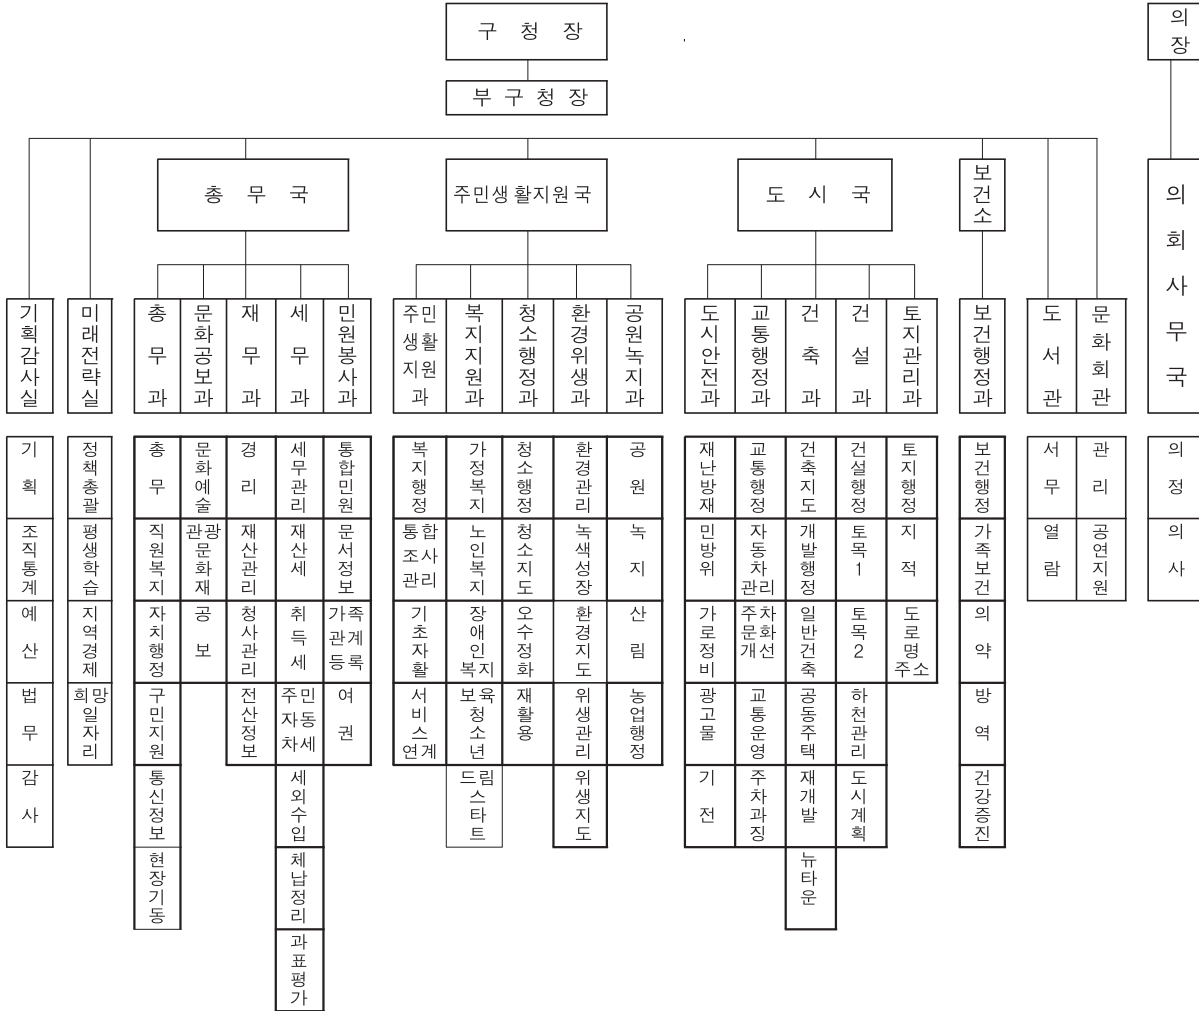 구청장
의장
부구청장
총무국
주민생활지원국
도시국
보건소
의회사무국
기획감사실
미래전략실
총무과
문화공보과
재무과
세무과
민원봉사과
주민생활지원과
복지지원과
청소행정과
환경위생과
공원녹지과
도시안전과
교통행정과
건축과
건설과
토지관리과
보건행정과
도서관
문화회관
기획
정책총괄
총무
문화예술
경리
세무관리
통합민원
복지행정
가정복지
청소행정
환경관리
공원
재난방재
교통행정
건축지도
건설행정
토지행정
보건행정
서무
관리
의정
조직통계
평생학습
직원복지
관광문화재
재산관리
재산세
문서정보
통합조사관리
노인복지
청소지도
녹색성장
녹지
민방위
자동차관리
개발행정
토목1
지적
가족보건
열람
공연지원
의사
예산
지역경제
자치행정
공보
청사관리
취득세
가족관계등록
기초자활
장애인복지
오수정화
환경지도
산림
가로정비
주차문화개선
일반건축
토목2
도로명주소
의약
법무
희망일자리
구민지원
전산정보
주민자동차세
여권
서비스연계
보육청소년
재활용
위생관리
농업행정
광고물
교통운영
공동주택
하천관리
방역
감사
통신정보
세외수입
드림스타트
위생지도
기전
주차과징
재개발
도시계획
건강증진
현장기동
체납정리
뉴타운
과표평가